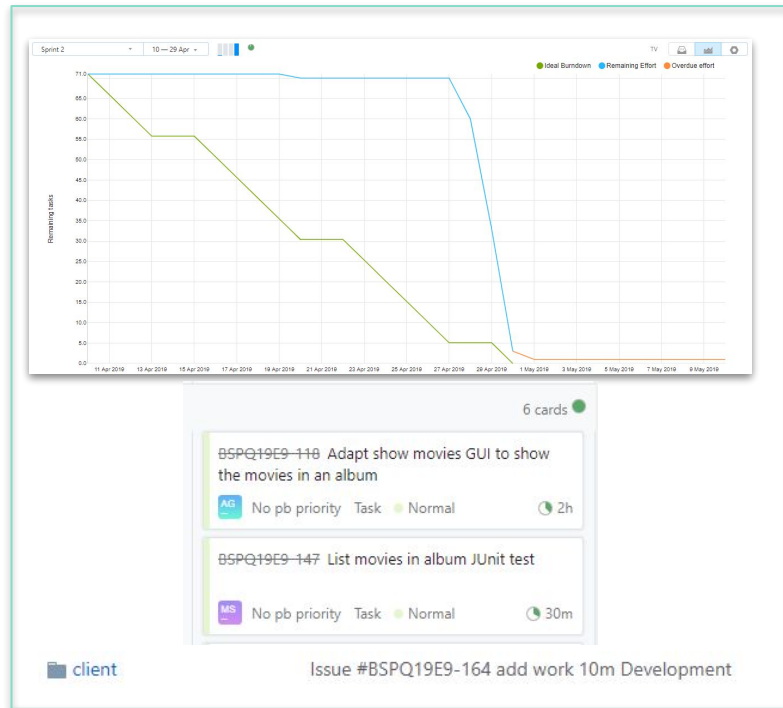 Sprint 2
10 — 29 Apr
TV
Ideal Burndown Remaining Effort Overdue effort
Remaining tasks
71.0
65.0
60.0
55.0
50.0
45.0
40.0
35.0
30.0
25.0
20.0
15.0
10.0
5.0
0.0
11 Apr 2019 13 Apr 2019 15 Apr 2019 17 Apr 2019 19 Apr 2019 21 Apr 2019 23 Apr 2019 25 Apr 2019 27 Apr 2019 29 Apr 2019 1 May 2019 3 May 2019 5 May 2019 7 May 2019 9 May 2019
6 cards
BSPQ19E9-118 Adapt show movies GUI to show
the movies in an album
AG No pb priority Task Normal 2h
BSPQ19E9-147 List movies in album JUnit test
MS No pb priority Task Normal 30m
client Issue #BSPQ19E9-164 add work 10m Development